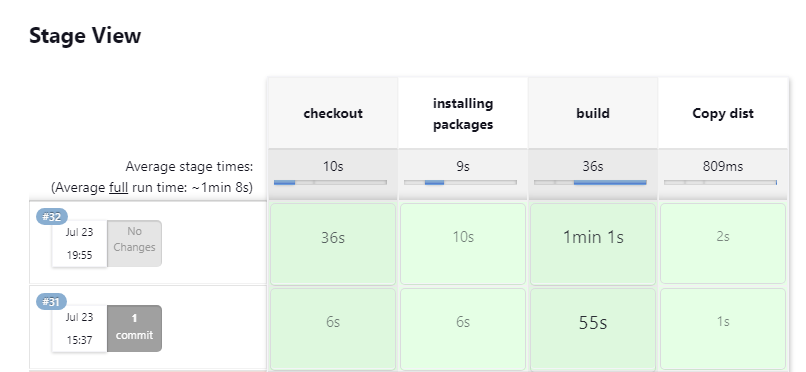 Stage View
checkout
installing
packages
build
Copy dist
Average stage times:
(Average full run time: ~1min 8s)
10s
9s
36s
809ms
#32
Jul 23
19:55
No
Changes
36s
10s
1min 1s
2s
#31
Jul 23
15:37
1
commit
6s
6s
55s
1s